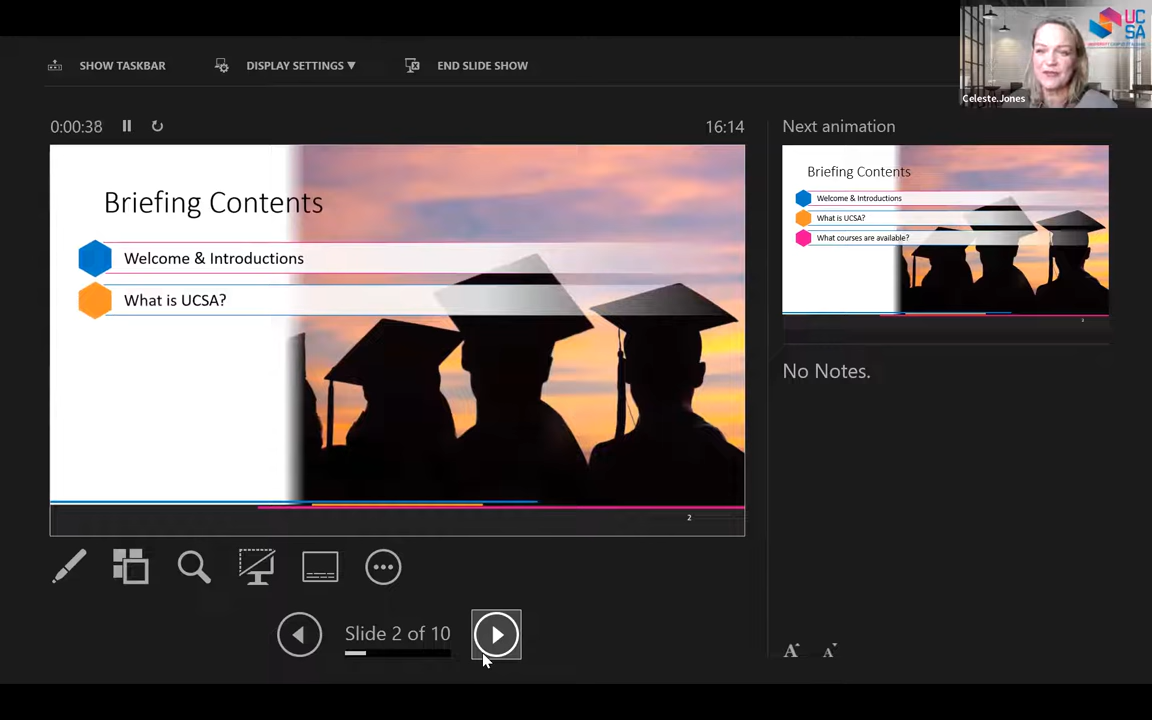 SHOW TASKBAR
DISPLAY SETTINGS ▼
END SLIDE SHOW
UC
SA
Celeste.Jones
0:00:38
16:14
Next animation
Briefing Contents
Welcome & Introductions
What is UCSA?
2
Briefing Contents
Welcome & Introductions
What is UCSA?
What courses are available?
No Notes.
Slide 2 of 10
A A